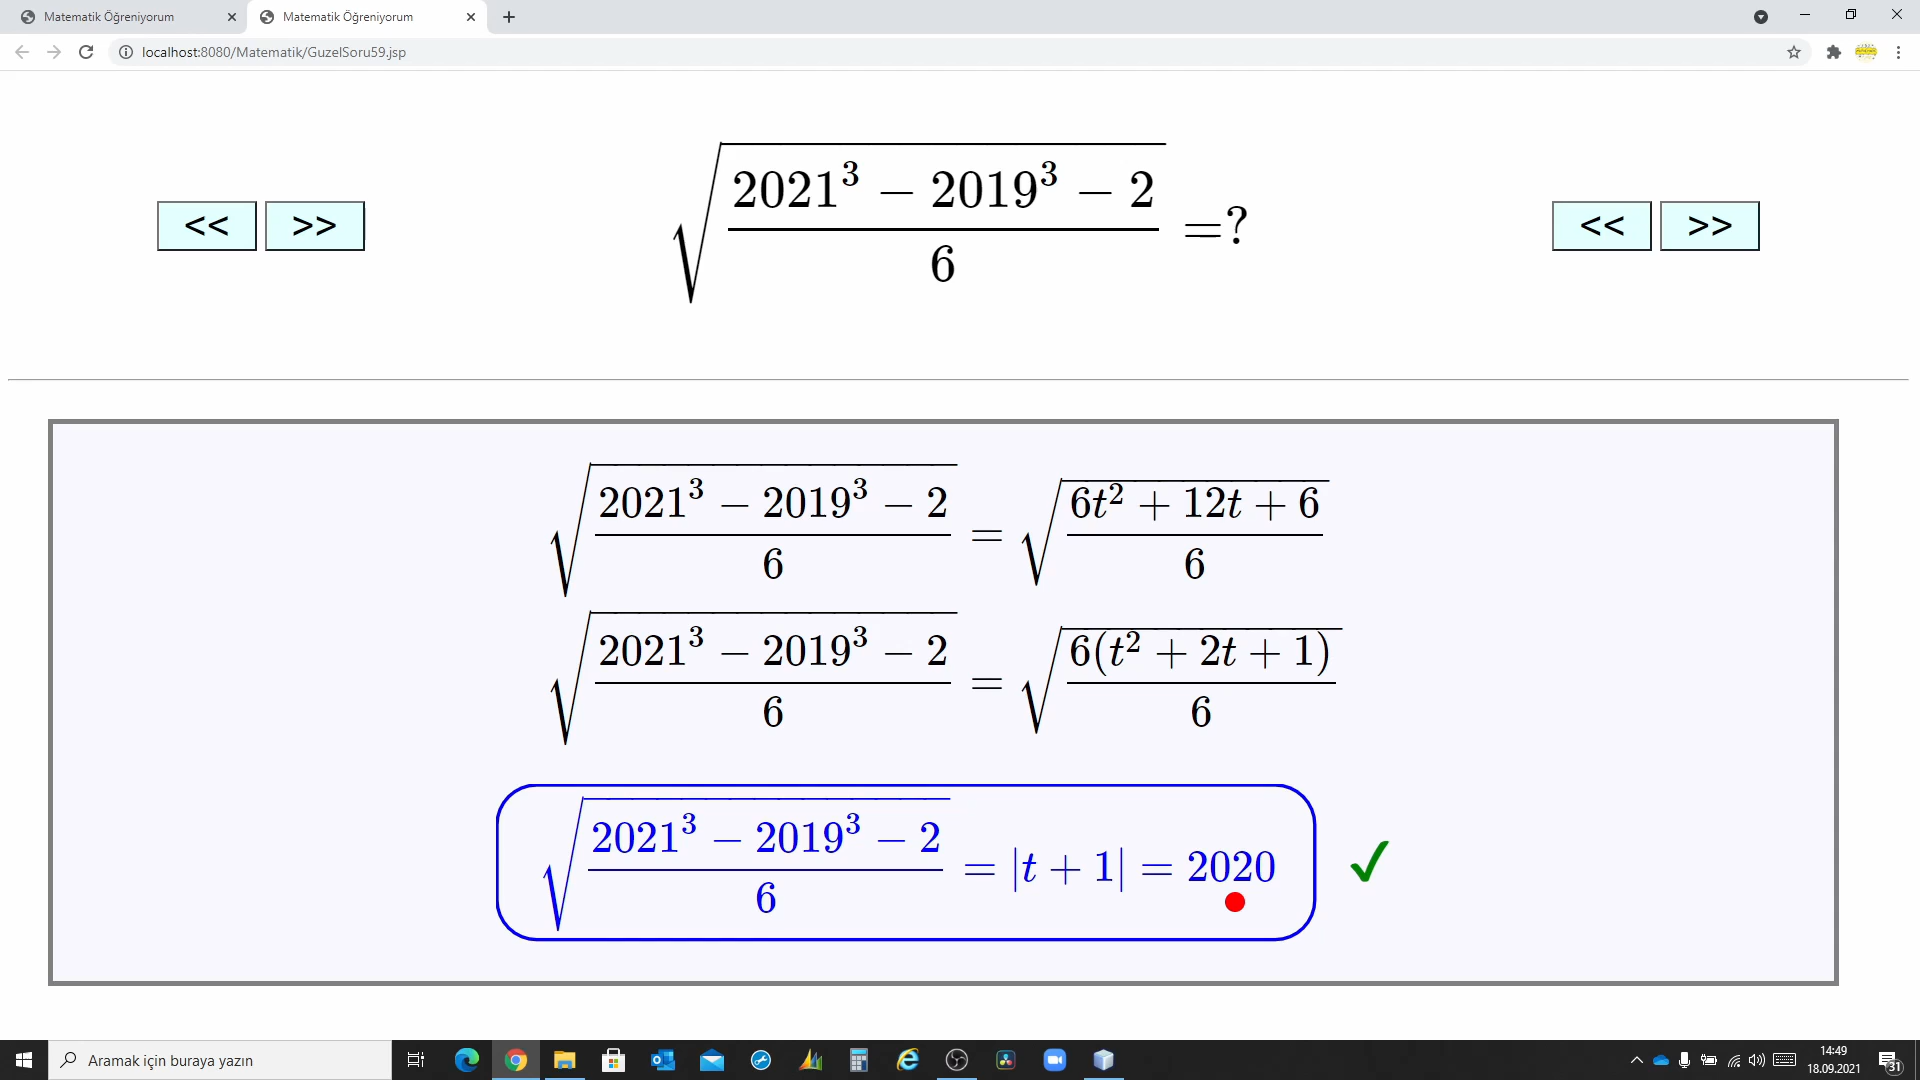 Matematik Öğreniyorum
Matematik Öğreniyorum
localhost:8080/Matematik/GuzelSoru59.jsp
<< >>
√((2021³ − 2019³ − 2)/6) =?
<< >>
√((2021³ − 2019³ − 2)/6) = √((6t² + 12t + 6)/6)
√((2021³ − 2019³ − 2)/6) = √((6(t² + 2t + 1))/6)
√((2021³ − 2019³ − 2)/6) = |t + 1| = 2020 ✓
Aramak için buraya yazın
14:49
18.09.2021
31